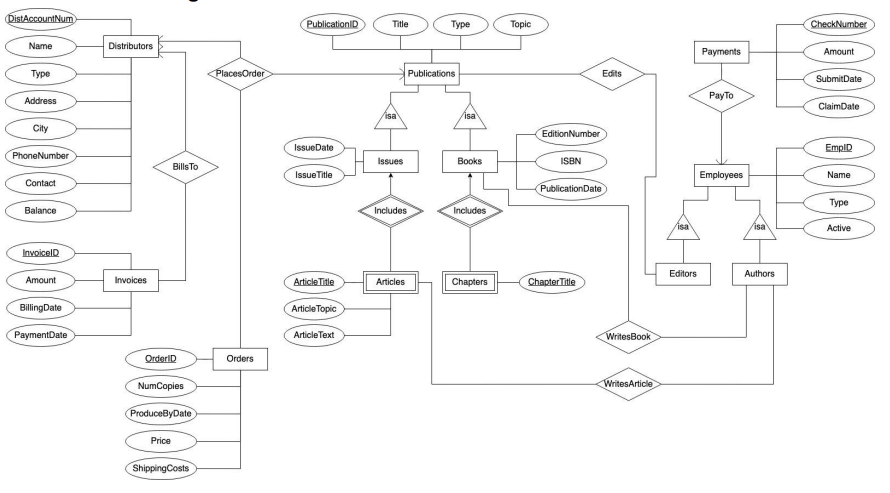 DistAccountNum
Name
Type
Address
City
PhoneNumber
Contact
Balance
Distributors
BillsTo
InvoiceID
Amount
BillingDate
PaymentDate
Invoices
PlacesOrder
OrderID
NumCopies
ProduceByDate
Price
ShippingCosts
Orders
PublicationID
Title
Type
Topic
Publications
isa
isa
IssueDate
IssueTitle
Issues
Books
EditionNumber
ISBN
PublicationDate
Includes
Includes
ArticleTitle
ArticleTopic
ArticleText
Articles
Chapters
ChapterTitle
Edits
WritesBook
WritesArticle
Payments
CheckNumber
Amount
SubmitDate
ClaimDate
PayTo
Employees
EmpID
Name
Type
Active
isa
isa
Editors
Authors